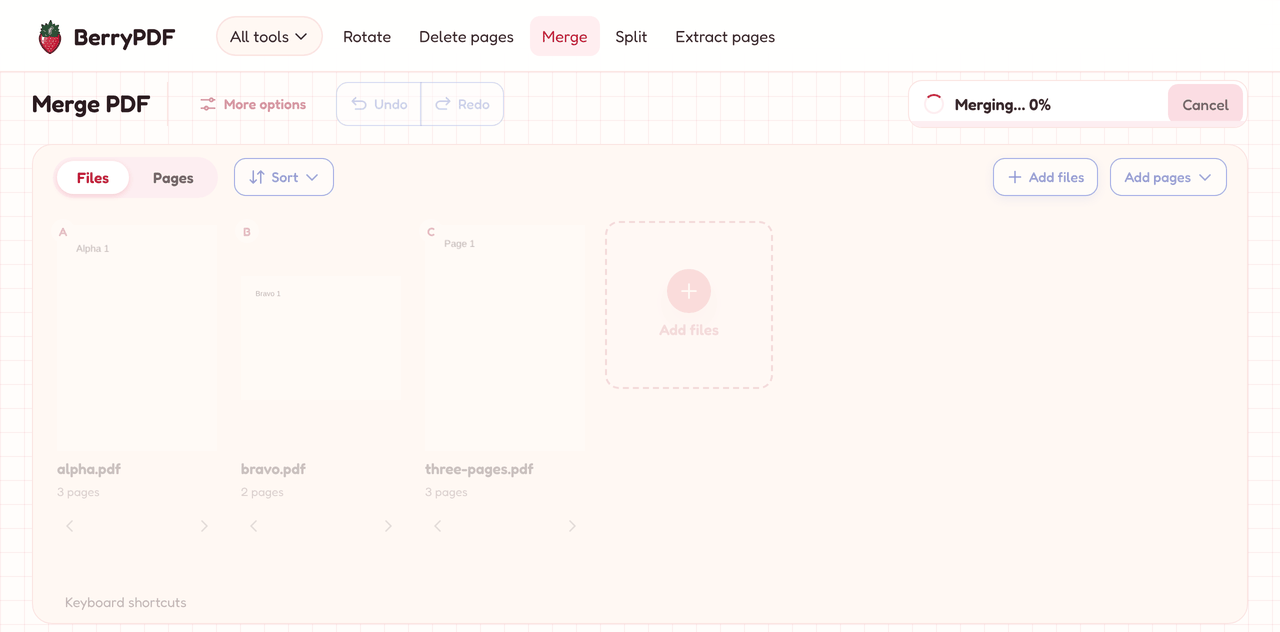 BerryPDF
All tools
Rotate
Delete pages
Merge
Split
Extract pages
Merge PDF
More options
Undo
Redo
Merging... 0%
Cancel
Files
Pages
Sort
Add files
Add pages
A
Alpha 1
B
Bravo 1
C
Page 1
Add files
alpha.pdf
3 pages
bravo.pdf
2 pages
three-pages.pdf
3 pages
Keyboard shortcuts